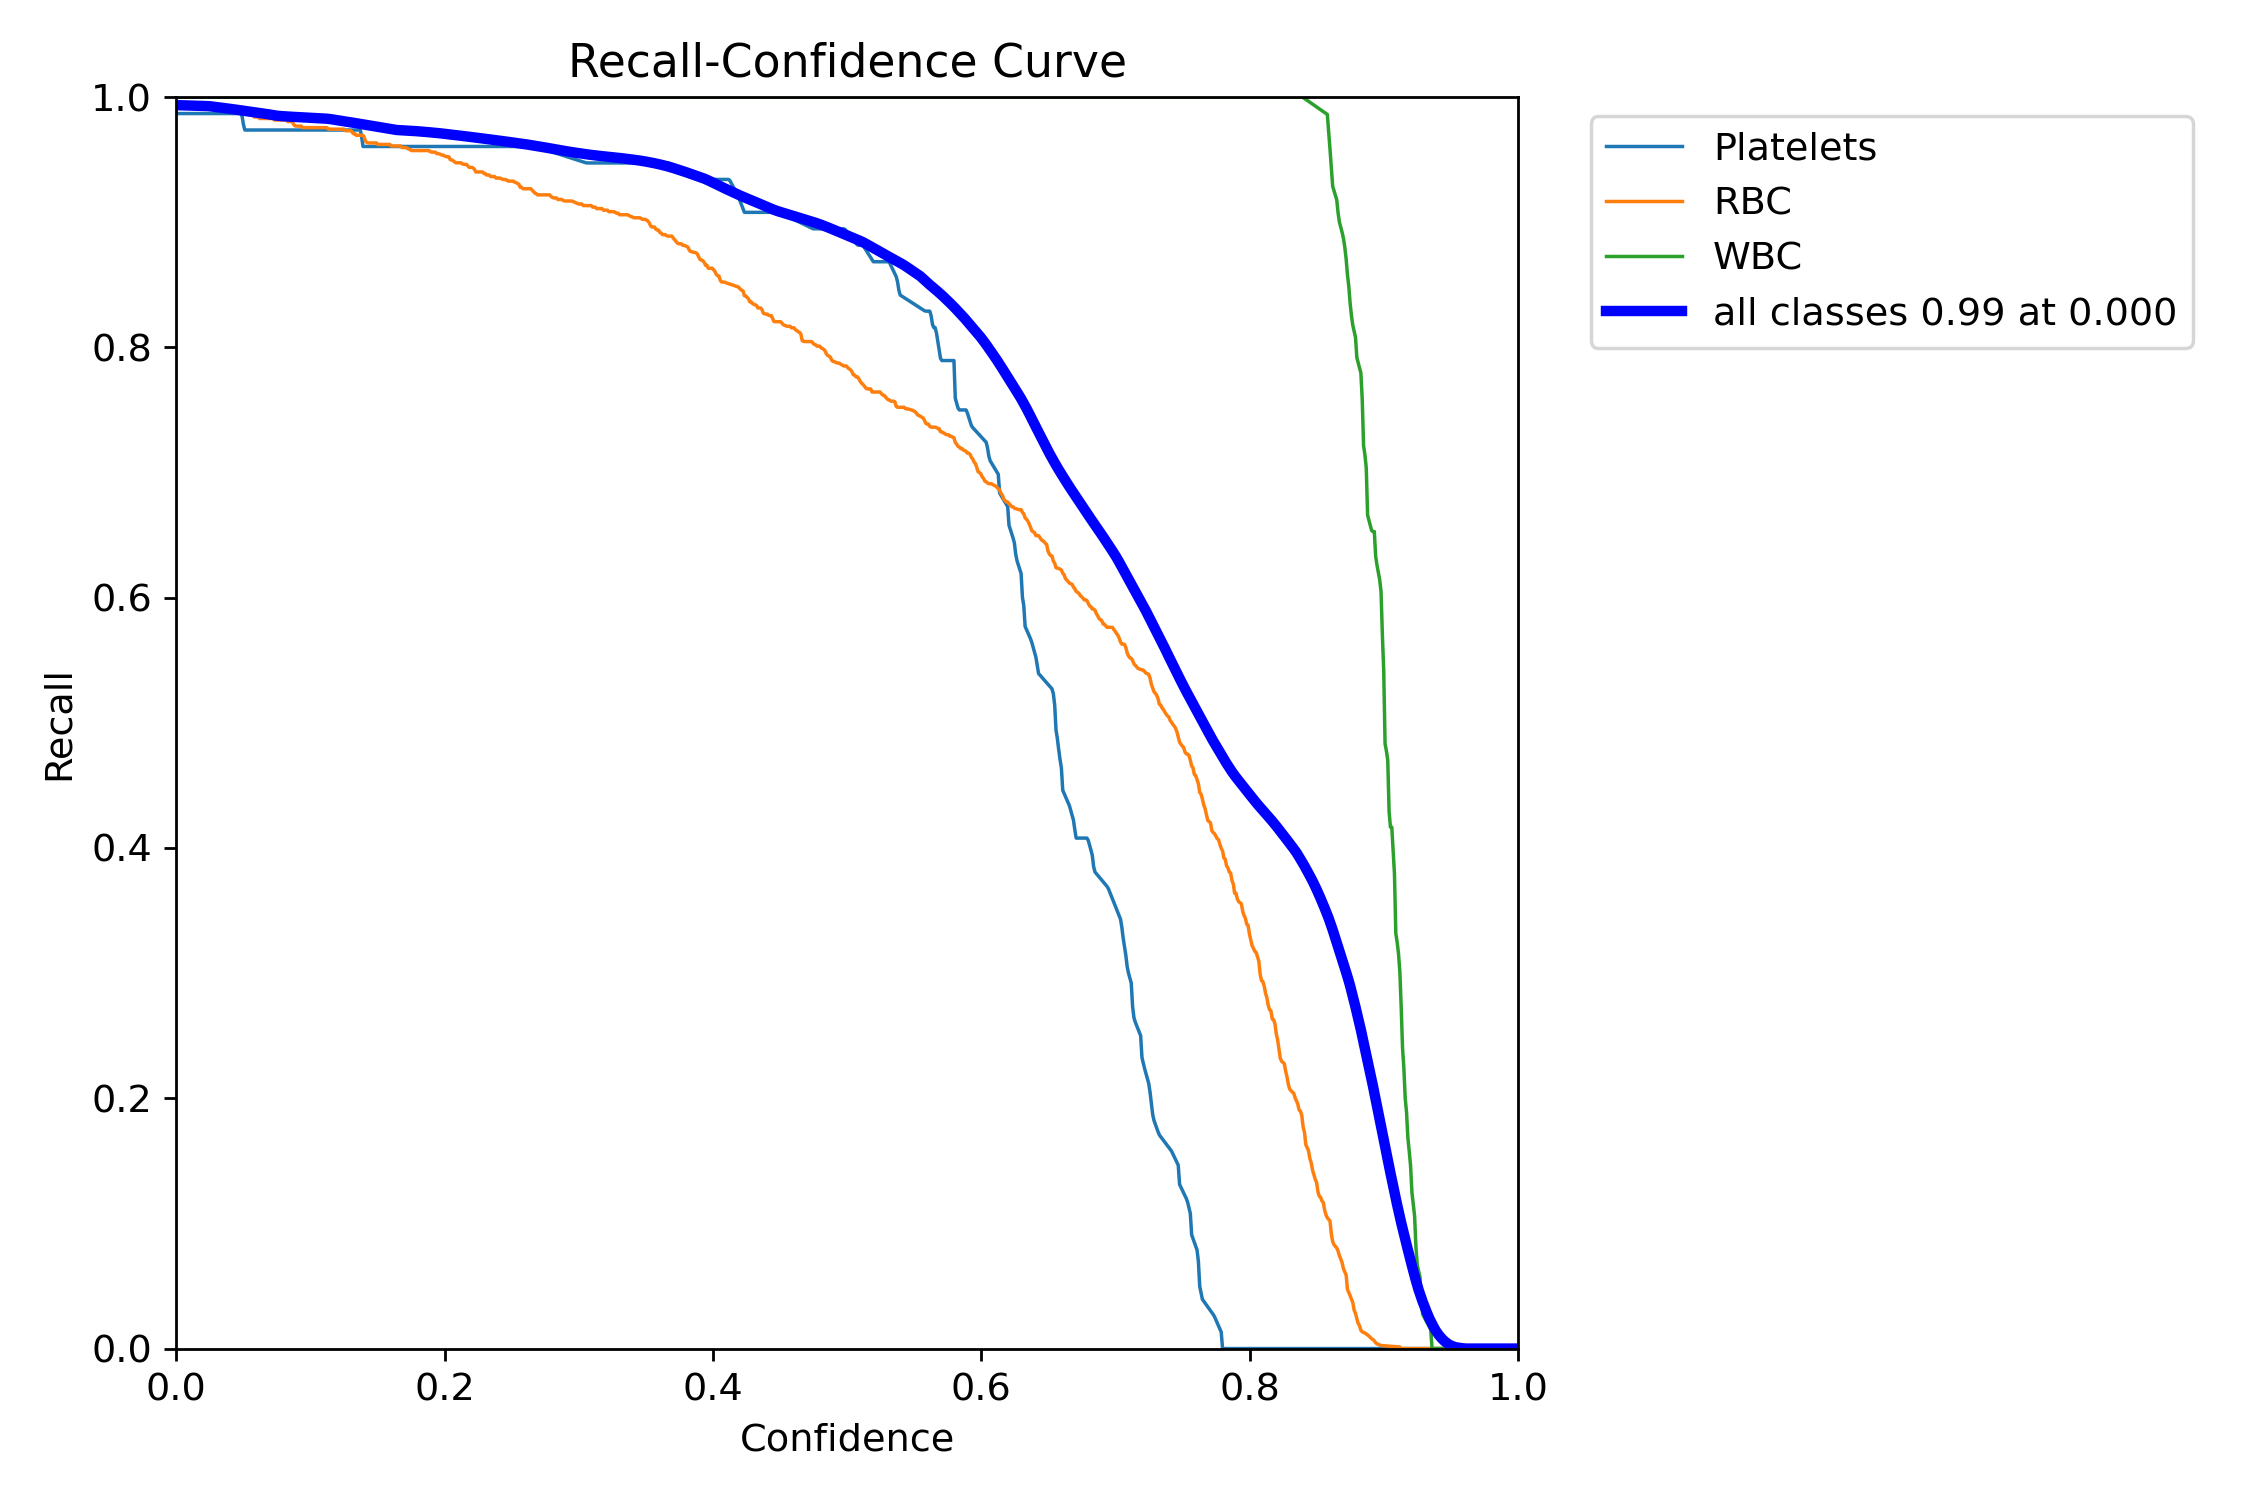 Recall-Confidence Curve
1.0
0.8
0.6
0.4
0.2
0.0
Recall
0.0 0.2 0.4 0.6 0.8 1.0
Confidence
Platelets
RBC
WBC
all classes 0.99 at 0.000